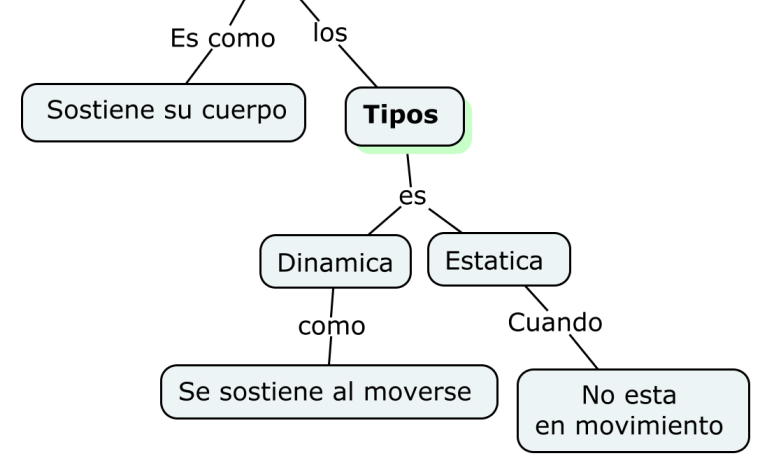 Es como
los
Sostiene su cuerpo
Tipos
es
Dinamica
Estatica
como
Cuando
Se sostiene al moverse
No esta
en movimiento